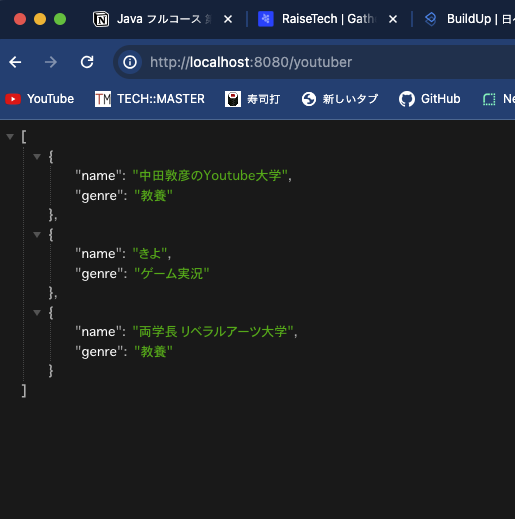 Java フルコース 第
RaiseTech | Gathe
BuildUp | 日々
http://localhost:8080/youtuber
YouTube
TECH::MASTER
寿司打
新しいタブ
GitHub
Ne
[
{
"name": "中田敦彦のYoutube大学",
"genre": "教養"
},
{
"name": "きよ",
"genre": "ゲーム実況"
},
{
"name": "両学長 リベラルアーツ大学",
"genre": "教養"
}
]